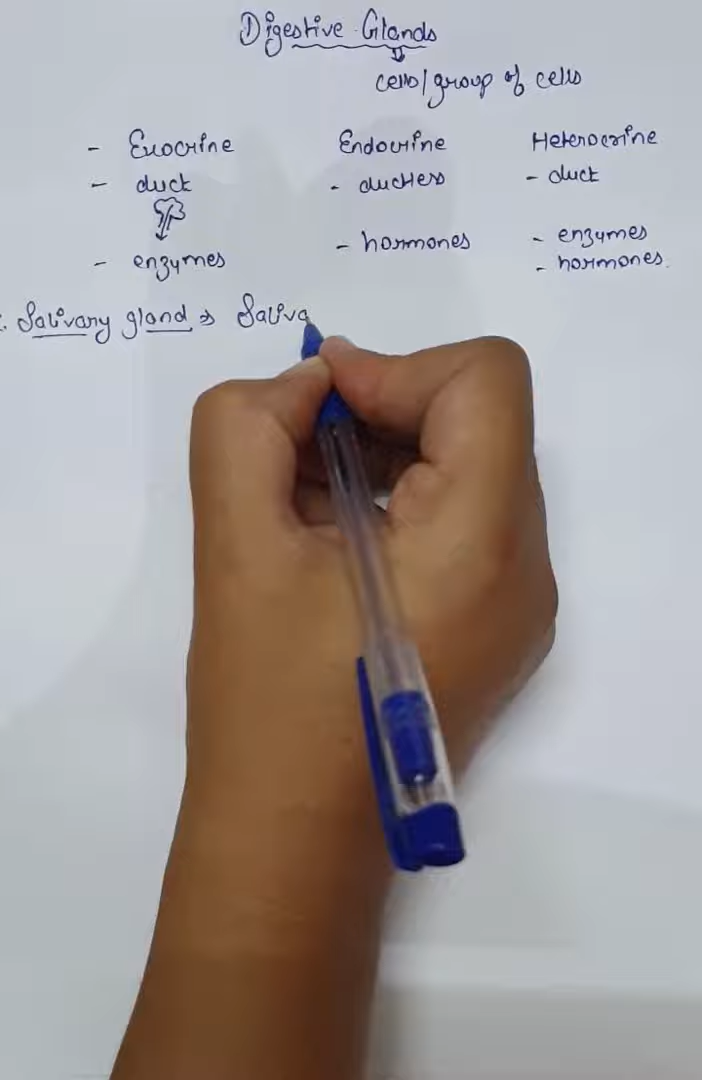 Digestive Glands
cells/group of cells
- Exocrine Endocrine Heterocrine
- duct - ductless - duct
- enzymes - hormones - enzymes
- hormones.
. Salivary gland → Saliva